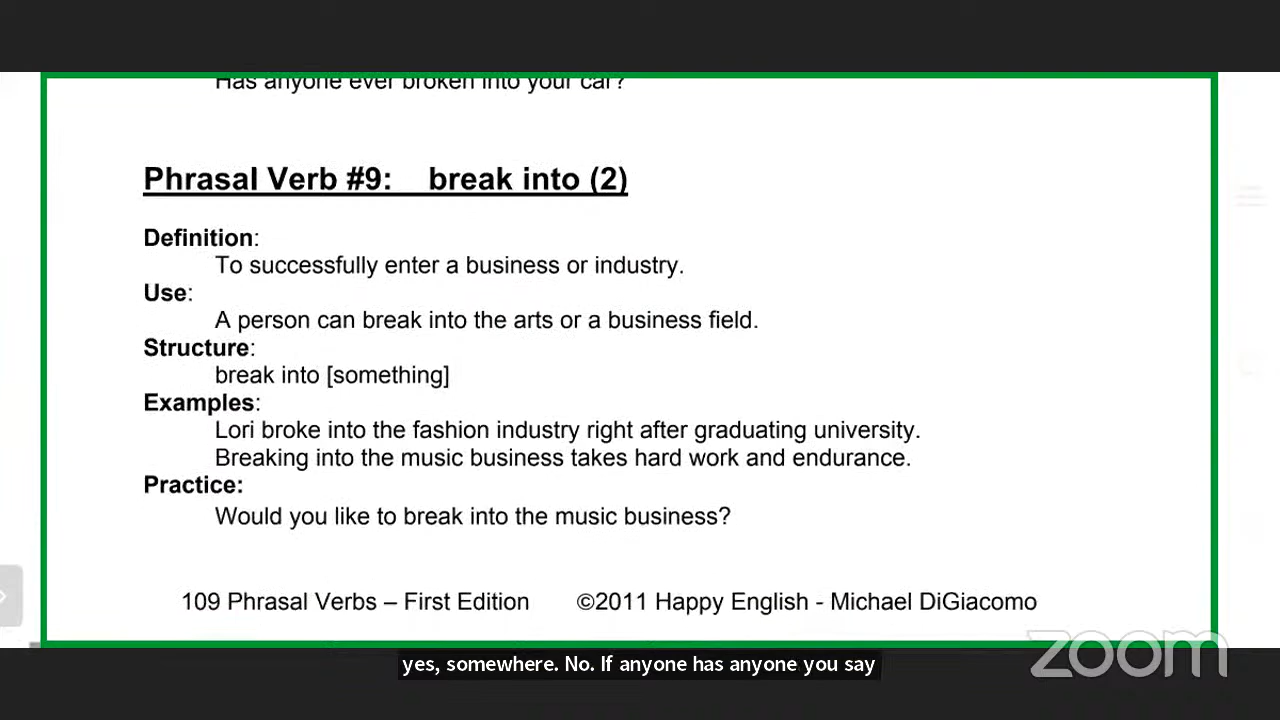 Has anyone ever broken into your car?
Phrasal Verb #9: break into (2)
Definition:
To successfully enter a business or industry.
Use:
A person can break into the arts or a business field.
Structure:
break into [something]
Examples:
Lori broke into the fashion industry right after graduating university.
Breaking into the music business takes hard work and endurance.
Practice:
Would you like to break into the music business?
109 Phrasal Verbs – First Edition ©2011 Happy English - Michael DiGiacomo
zoom
yes, somewhere. No. If anyone has anyone you say